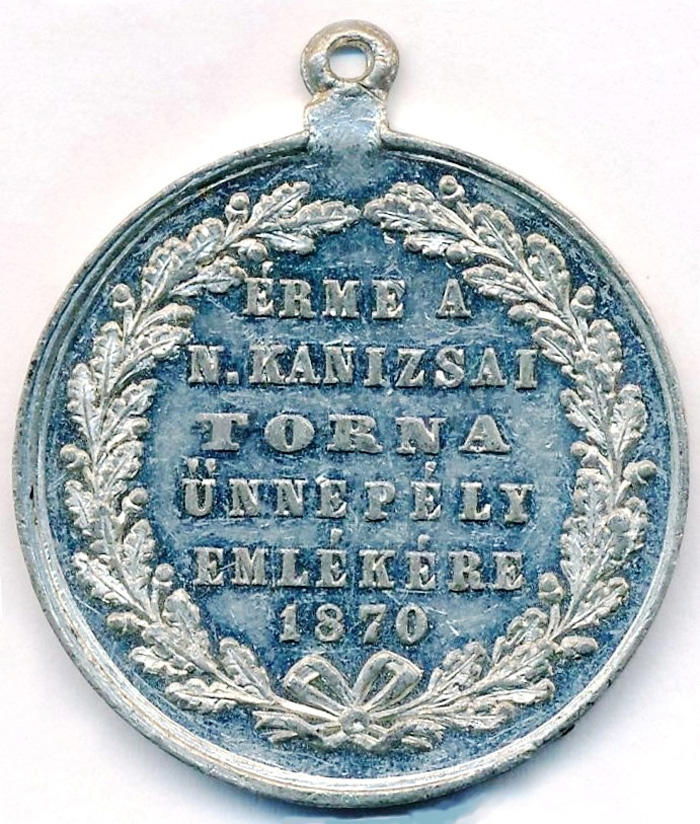 ÉRME A
N. KANIZSAI
TORNA
ÜNNEPÉLY
EMLÉKÉRE
1870